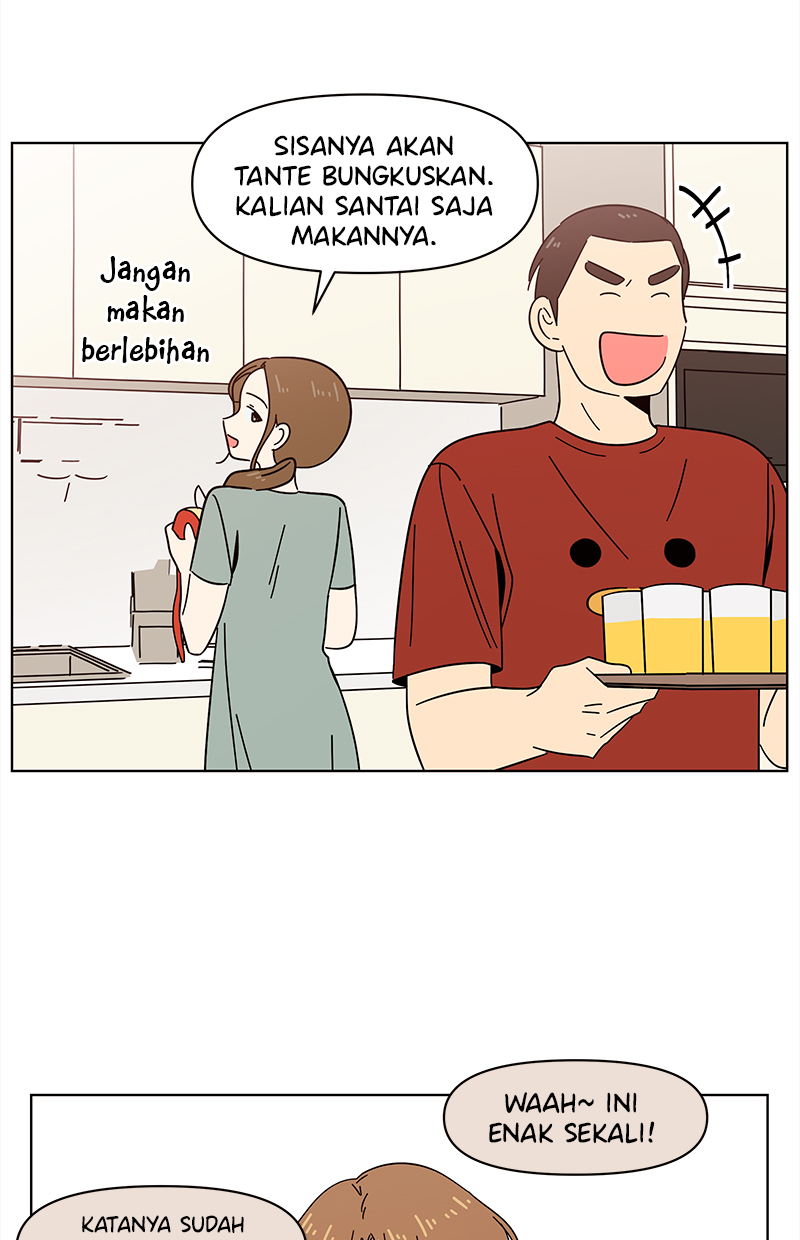 SISANYA AKAN
TANTE BUNGKUSKAN.
KALIAN SANTAI SAJA
MAKANNYA.
Jangan
makan
berlebihan
WAAH~ INI
ENAK SEKALI!
KATANYA SUDAH